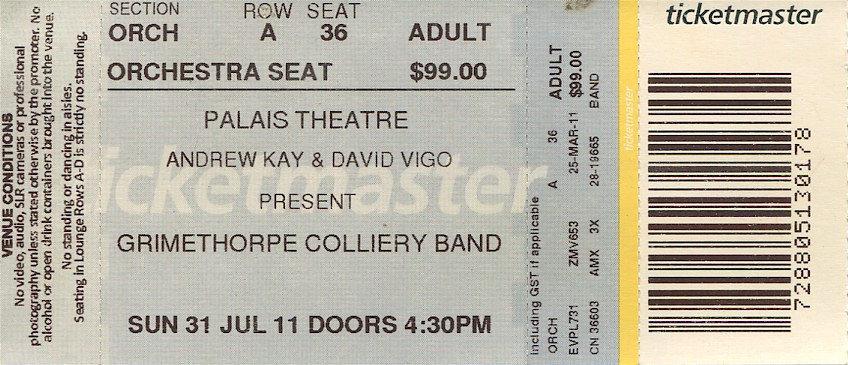 VENUE CONDITIONS
No video, audio, SLR cameras or professional
photography unless stated otherwise by the promoter. No
alcohol or open drink containers brought into the venue.
No standing or dancing in aisles.
Seating in Lounge Rows A-D is strictly no standing.
SECTION ROW SEAT
ORCH A 36 ADULT
ORCHESTRA SEAT $99.00
PALAIS THEATRE
ANDREW KAY & DAVID VIGO
PRESENT
GRIMETHORPE COLLIERY BAND
SUN 31 JUL 11 DOORS 4:30PM
ticketmaster
Including GST if applicable
ORCH A 36 ADULT
EVPL731 ZMV653 25-MAR-11 $99.00
CN 36603 AMX 3X 28-19665 BAND
ticketmaster
ticketmaster
728805130178